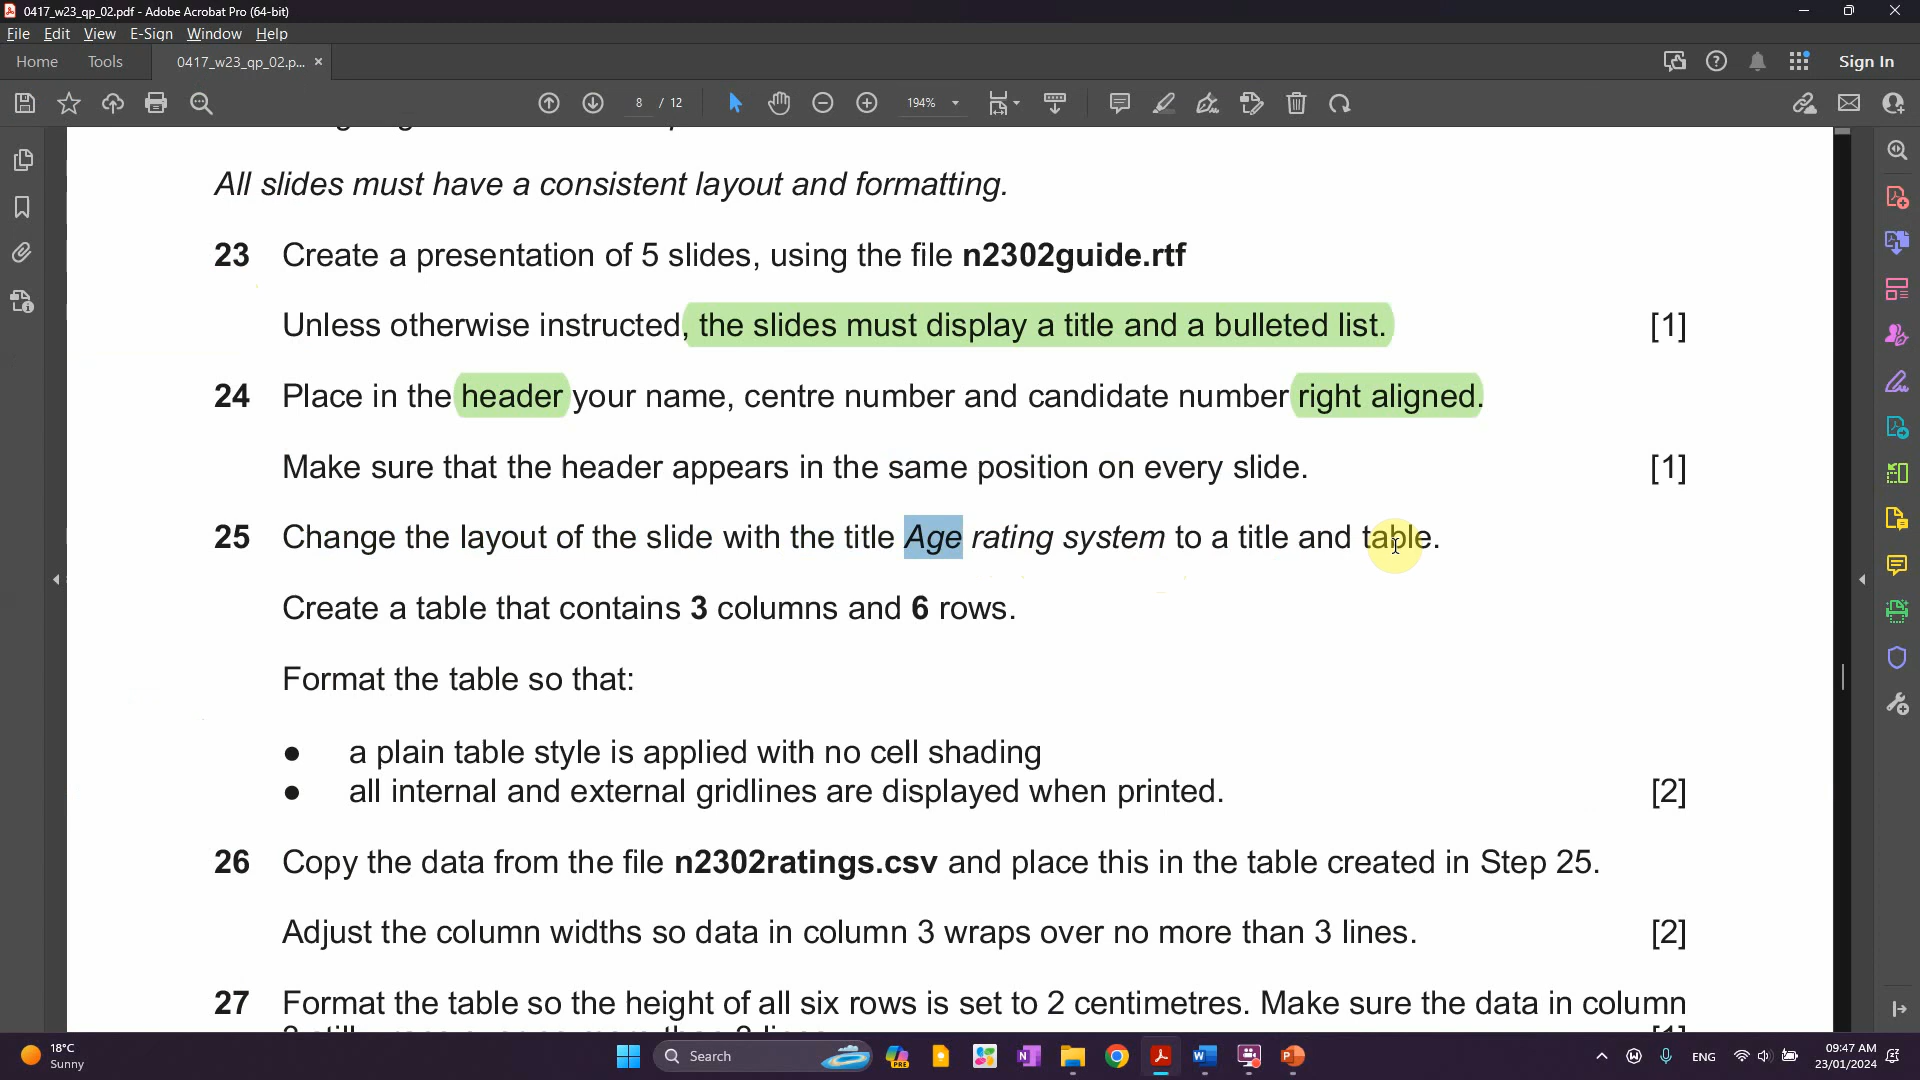 0417_w23_qp_02.pdf - Adobe Acrobat Pro (64-bit)
File Edit View E-Sign Window Help
Home Tools 0417_w23_qp_02.p... × Sign In
8 / 12 194%
All slides must have a consistent layout and formatting.
23 Create a presentation of 5 slides, using the file n2302guide.rtf
Unless otherwise instructed, the slides must display a title and a bulleted list. [1]
24 Place in the header your name, centre number and candidate number right aligned.
Make sure that the header appears in the same position on every slide. [1]
25 Change the layout of the slide with the title Age rating system to a title and table.
Create a table that contains 3 columns and 6 rows.
Format the table so that:
● a plain table style is applied with no cell shading
● all internal and external gridlines are displayed when printed. [2]
26 Copy the data from the file n2302ratings.csv and place this in the table created in Step 25.
Adjust the column widths so data in column 3 wraps over no more than 3 lines. [2]
27 Format the table so the height of all six rows is set to 2 centimetres. Make sure the data in column
18°C
Sunny
Search
PRE
ENG
09:47 AM
23/01/2024